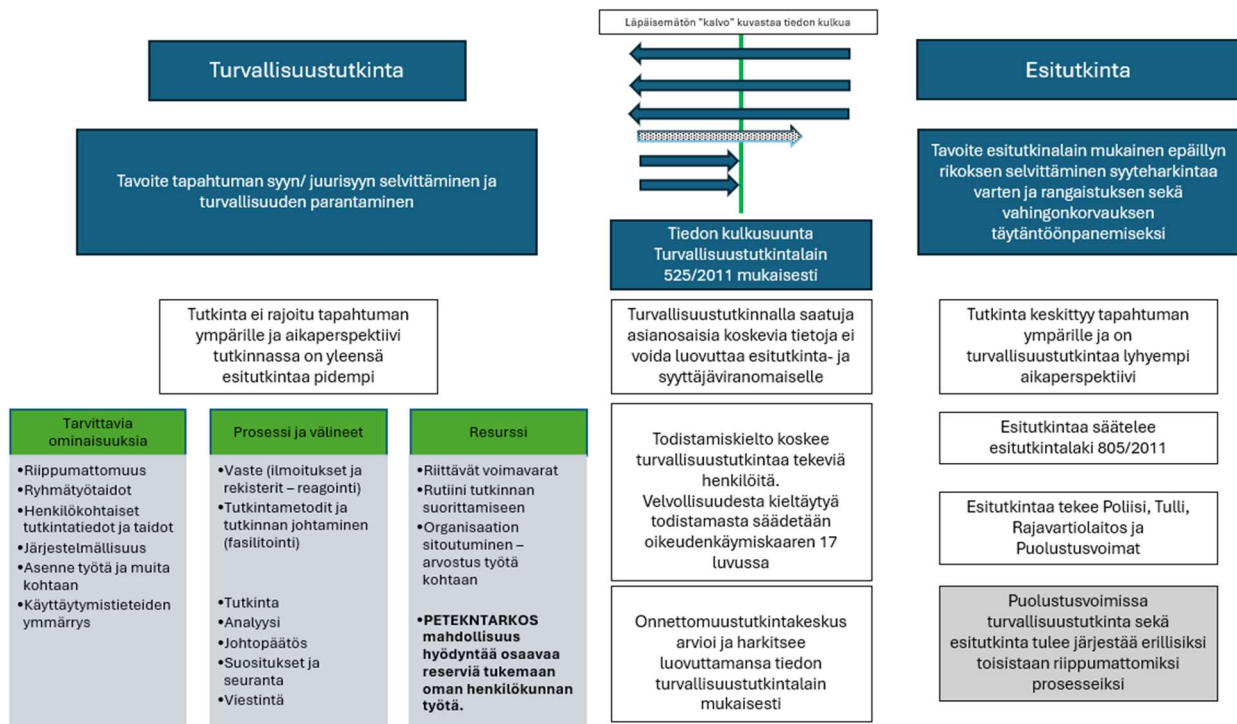 Läpäisemätön "kalvo" kuvastaa tiedon kulkua
Turvallisuustutkinta
Esitutkinta
Tavoite tapahtuman syyn/ juurisyyn selvittäminen ja
turvallisuuden parantaminen
Tavoite esitutkinalain mukainen epäillyn
rikoksen selvittäminen syyteharkintaa
varten ja rangaistuksen sekä
vahingonkorvauksen
täytäntöönpanemiseksi
Tiedon kulkusuunta
Turvallisuustutkintalain
525/2011 mukaisesti
Tutkinta ei rajoitu tapahtuman
ympärille ja aikaperspektiivi
tutkinnassa on yleensä
esitutkintaa pidempi
Turvallisuustutkinnalla saatuja
asianosaisia koskevia tietoja ei
voida luovuttaa esitutkinta- ja
syyttäjäviranomaiselle
Tutkinta keskittyy tapahtuman
ympärille ja on
turvallisuustutkintaa lyhyempi
aikaperspektiivi
Tarvittavia
ominaisuuksia
•Riippumattomuus
•Ryhmätyötaidot
•Henkilökohtaiset
tutkintatiedot ja taidot
•Järjestelmällisuus
•Asenne työtä ja muita
kohtaan
•Käyttäytymistieteiden
ymmärrys
Prosessi ja välineet
•Vaste (ilmoitukset ja
rekisterit – reagointi)
•Tutkintametodit ja
tutkinnan johtaminen
(fasilitointi)
•Tutkinta
•Analyysi
•Johtopäätös
•Suositukset ja
seuranta
•Viestintä
Resurssi
•Riittävät voimavarat
•Rutiini tutkinnan
suorittamiseen
•Organisaation
sitoutuminen –
arvostus työtä
kohtaan
•PETEKNTARKOS
mahdollisuus
hyödyntää osaavaa
reserviä tukemaan
oman henkilökunnan
työtä.
Todistamiskielto koskee
turvallisuustutkintaa tekeviä
henkilöitä.
Velvollisuudesta kieltäytyä
todistamasta säädetään
oikeudenkäymiskaaren 17
luvussa
Onnettomuustutkintakeskus
arvioi ja harkitsee
luovuttamansa tiedon
turvallisuustutkintalain
mukaisesti
Esitutkintaa säätelee
esitutkintalaki 805/2011
Esitutkintaa tekee Poliisi, Tulli,
Rajavartiolaitos ja
Puolustusvoimat
Puolustusvoimissa
turvallisuustutkinta sekä
esitutkinta tulee järjestää erillisiksi
toisistaan riippumattomiksi
prosesseiksi